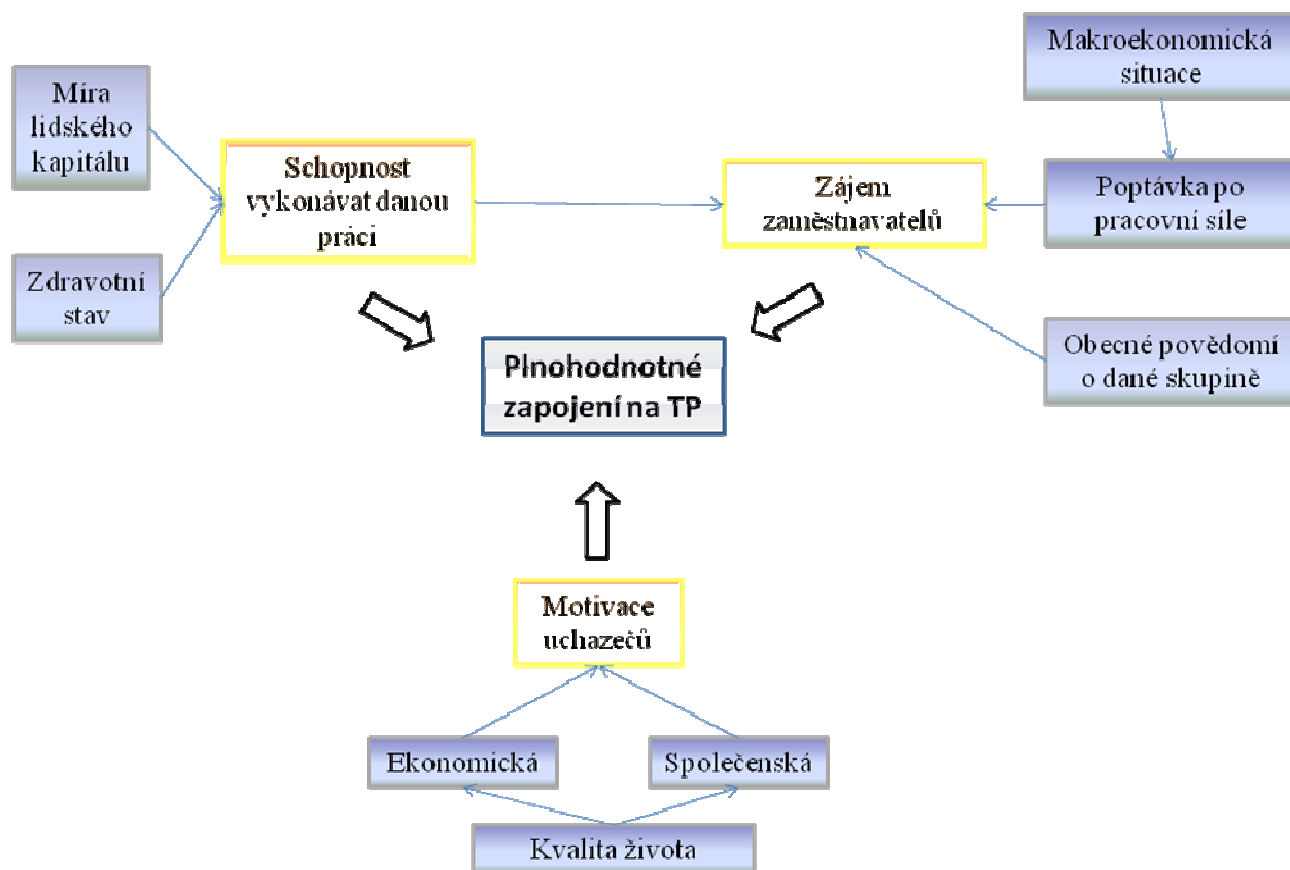 Makroekonomická
situace
Míra
lidského
kapitálu
Schopnost
vykonávat danou
práci
Zájem
zaměstnavatelů
Poptávka po
pracovní síle
Zdravotní
stav
Obecné povědomí
o dané skupině
Plnohodnotné
zapojení na TP
Motivace
uchazečů
Ekonomická
Společenská
Kvalita života